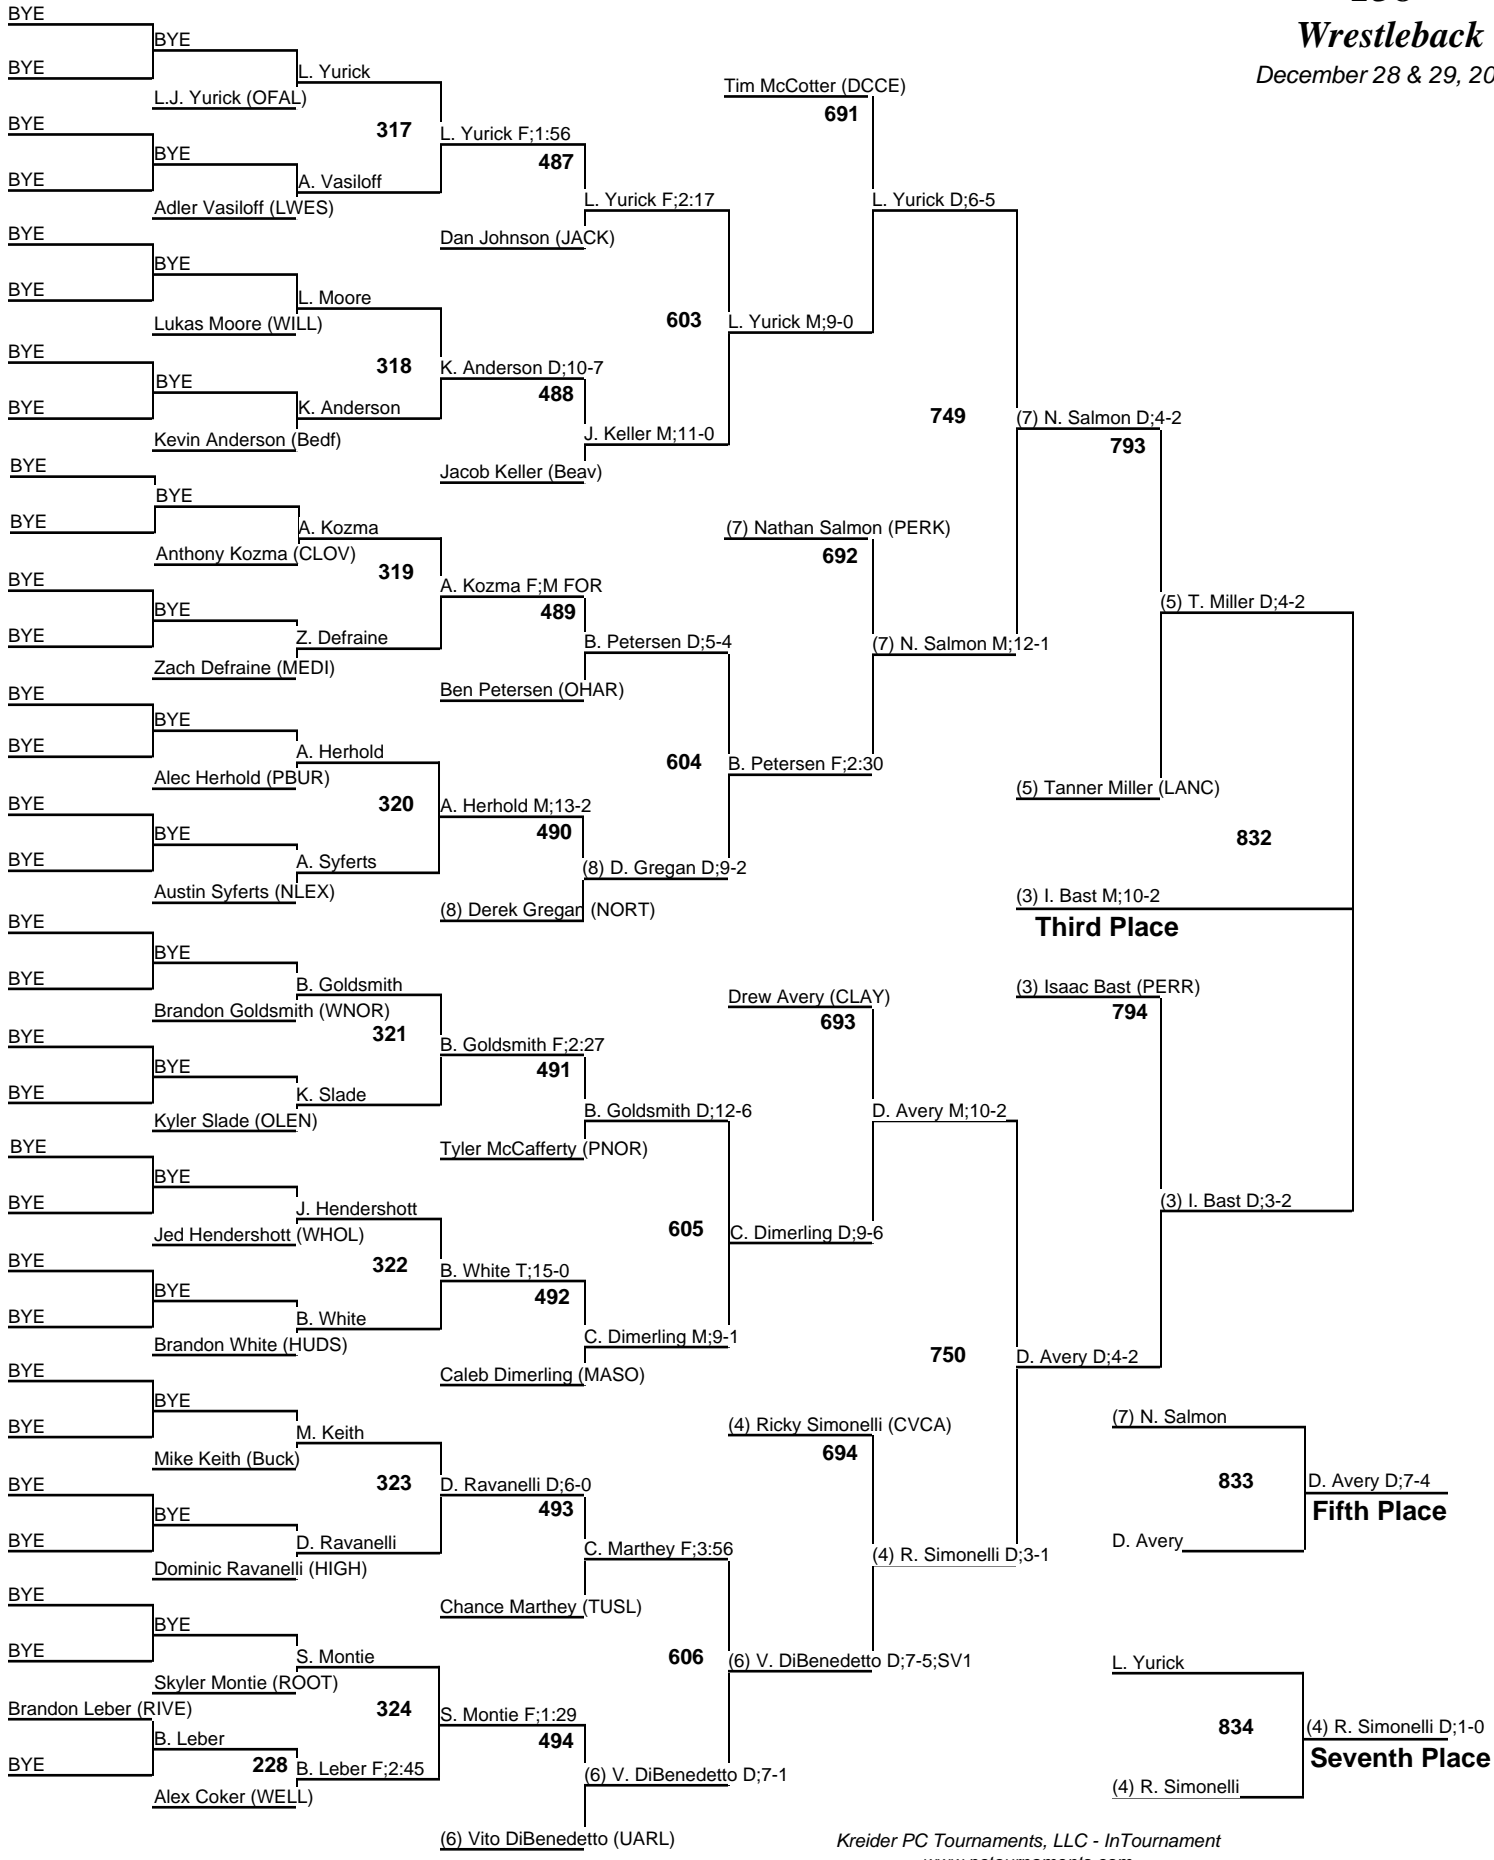 Wrestleback
December 28 & 29, 20
BYE
BYE
BYE
L.J. Yurick (OFAL)
L. Yurick
BYE
BYE
BYE
Adler Vasiloff (LWES)
A. Vasiloff
317
L. Yurick F;1:56
487
Dan Johnson (JACK)
L. Yurick F;2:17
BYE
BYE
BYE
Lukas Moore (WILL)
L. Moore
BYE
BYE
BYE
Kevin Anderson (Bedf)
K. Anderson
318
K. Anderson D;10-7
488
Jacob Keller (Beav)
J. Keller M;11-0
603
L. Yurick M;9-0
Tim McCotter (DCCE)
691
L. Yurick D;6-5
BYE
BYE
BYE
Anthony Kozma (CLOV)
A. Kozma
BYE
BYE
BYE
Zach Defraine (MEDI)
Z. Defraine
319
A. Kozma F;M FOR
489
Ben Petersen (OHAR)
B. Petersen D;5-4
BYE
BYE
BYE
Alec Herhold (PBUR)
A. Herhold
BYE
BYE
BYE
Austin Syferts (NLEX)
A. Syferts
320
A. Herhold M;13-2
490
(8) Derek Gregan (NORT)
(8) D. Gregan D;9-2
604
B. Petersen F;2:30
(7) Nathan Salmon (PERK)
692
(7) N. Salmon M;12-1
749
(7) N. Salmon D;4-2
793
(5) Tanner Miller (LANC)
(5) T. Miller D;4-2
832
(3) I. Bast M;10-2
Third Place
BYE
BYE
BYE
Brandon Goldsmith (WNOR)
B. Goldsmith
BYE
BYE
BYE
Kyler Slade (OLEN)
K. Slade
321
B. Goldsmith F;2:27
491
Tyler McCafferty (PNOR)
B. Goldsmith D;12-6
BYE
BYE
BYE
Jed Hendershott (WHOL)
J. Hendershott
BYE
BYE
BYE
Brandon White (HUDS)
B. White
322
B. White T;15-0
492
Caleb Dimerling (MASO)
C. Dimerling M;9-1
605
C. Dimerling D;9-6
Drew Avery (CLAY)
693
D. Avery M;10-2
BYE
BYE
BYE
Mike Keith (Buck)
M. Keith
BYE
BYE
BYE
Dominic Ravanelli (HIGH)
D. Ravanelli
323
D. Ravanelli D;6-0
493
Chance Marthey (TUSL)
C. Marthey F;3:56
BYE
BYE
BYE
Skyler Montie (ROOT)
S. Montie
Brandon Leber (RIVE)
BYE
B. Leber
228
Alex Coker (WELL)
B. Leber F;2:45
324
S. Montie F;1:29
494
(6) Vito DiBenedetto (UARL)
(6) V. DiBenedetto D;7-1
606
(6) V. DiBenedetto D;7-5;SV1
(4) Ricky Simonelli (CVCA)
694
(4) R. Simonelli D;3-1
750
D. Avery D;4-2
(3) Isaac Bast (PERR)
794
(3) I. Bast D;3-2
(7) N. Salmon
833
D. Avery
D. Avery D;7-4
Fifth Place
L. Yurick
834
(4) R. Simonelli
(4) R. Simonelli D;1-0
Seventh Place
Kreider PC Tournaments, LLC - InTournament